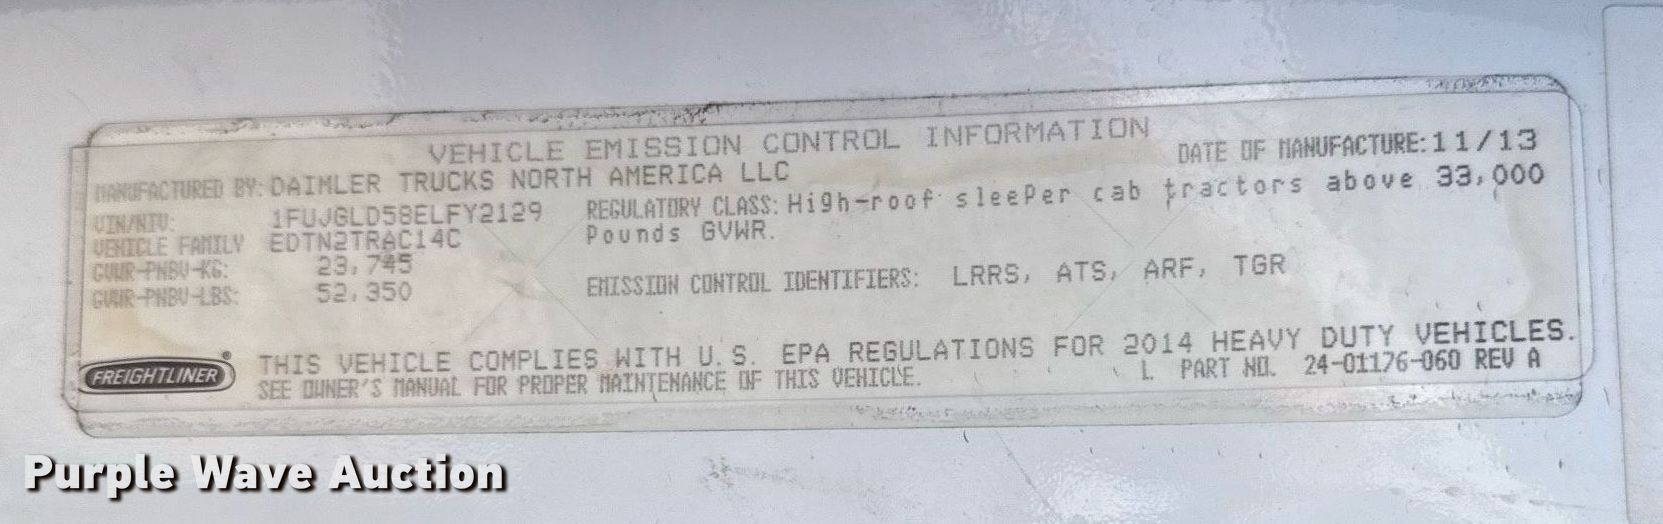 VEHICLE EMISSION CONTROL INFORMATION
MANUFACTURED BY: DAIMLER TRUCKS NORTH AMERICA LLC
DATE OF MANUFACTURE: 11/13
VIN/NIV: 1FUJGLD58ELFY2129
VEHICLE FAMILY EDTN2TRAC14C
GVWR-PNBV-KG: 23,745
GVWR-PNBV-LBS: 52,350
REGULATORY CLASS: High-roof sleeper cab tractors above 33,000
Pounds GVWR.
EMISSION CONTROL IDENTIFIERS: LRRS, ATS, ARF, TGR
FREIGHTLINER®
THIS VEHICLE COMPLIES WITH U.S. EPA REGULATIONS FOR 2014 HEAVY DUTY VEHICLES.
SEE OWNER'S MANUAL FOR PROPER MAINTENANCE OF THIS VEHICLE.
L PART NO. 24-01176-060 REV A
Purple Wave Auction